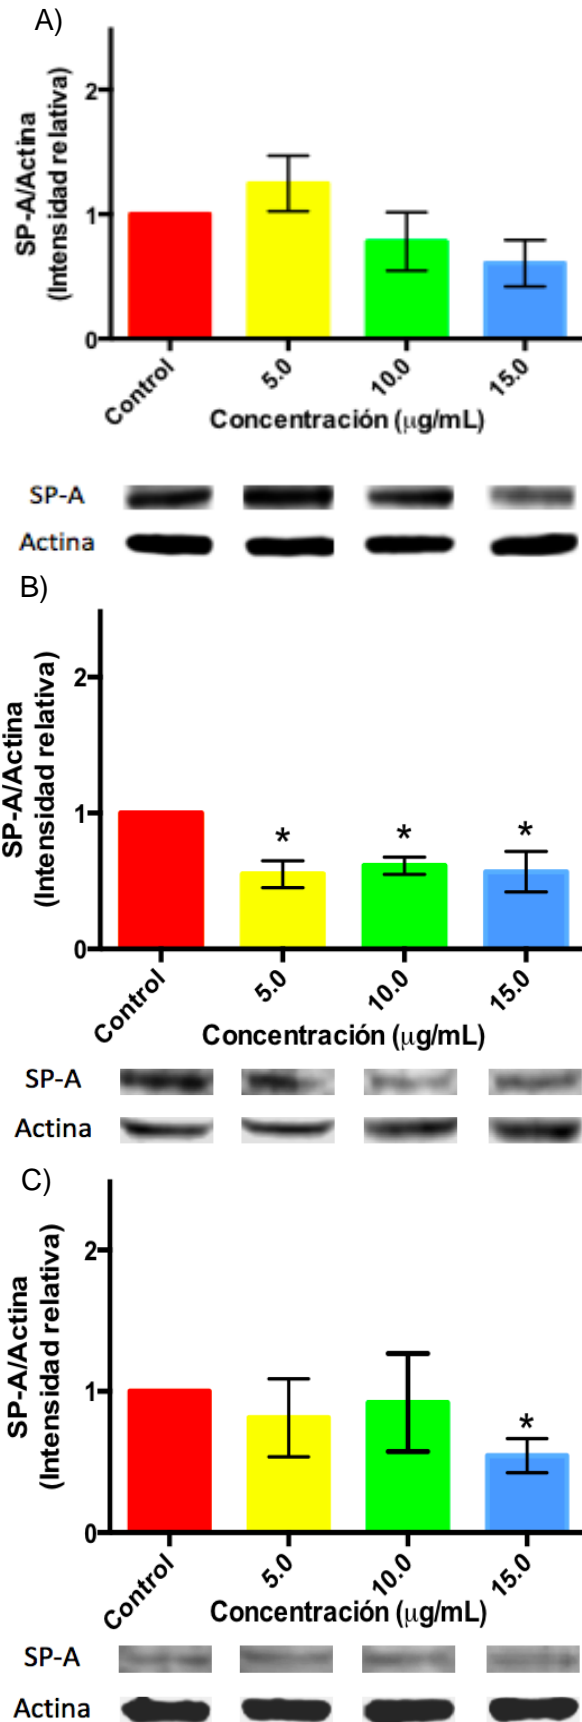 A)
SP-A/Actina
(Intensidad relativa)
2
1
0
Control
5.0
10.0
15.0
Concentración (μg/mL)
SP-A
Actina
B)
SP-A/Actina
(Intensidad relativa)
2
1
0
*
*
*
Control
5.0
10.0
15.0
Concentración (μg/mL)
SP-A
Actina
C)
SP-A/Actina
(Intensidad relativa)
2
1
0
*
Control
5.0
10.0
15.0
Concentración (μg/mL)
SP-A
Actina